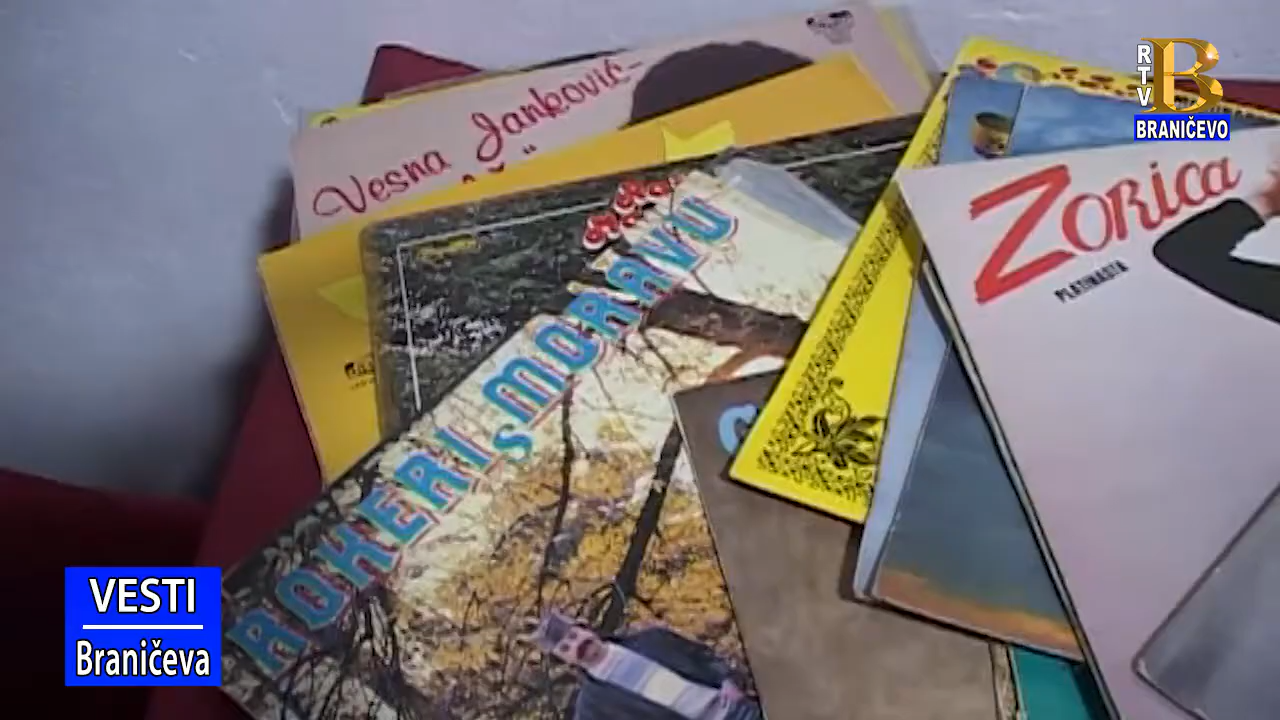 Vesna Janković-
ROKERI S MORAVU
ZORICA
PLATINASTA
RTV
B
BRANIČEVO
VESTI
Braničeva